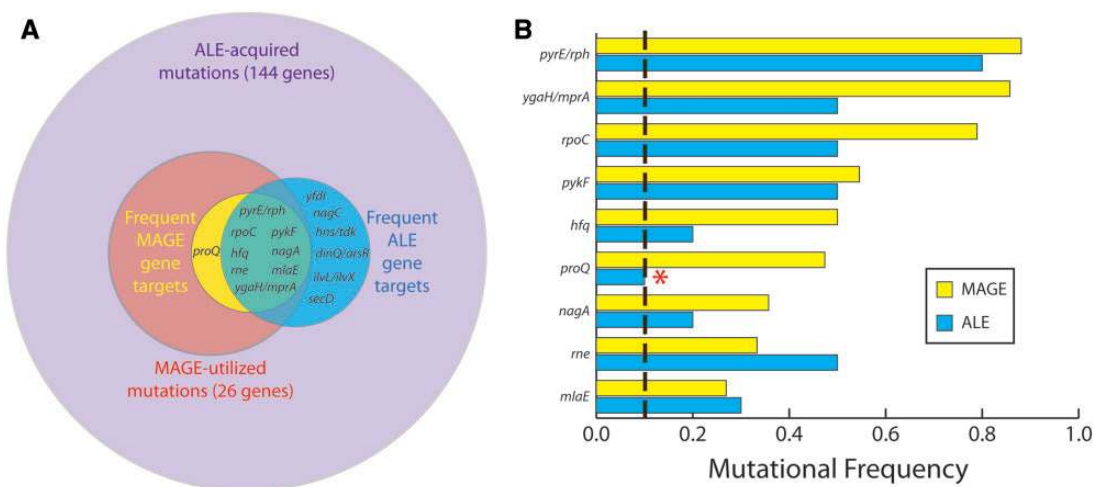 A
ALE-acquired
mutations (144 genes)
Frequent
MAGE
gene
targets
proQ
pyrE/rph
rpoC pykF
hfq nagA
rne mlaE
ygaH/mprA
yfdI
nagC
hns/tdk
dinQ/arsR
ilvL/ilvX
secD
Frequent
ALE
gene
targets
MAGE-utilized
mutations (26 genes)
B
pyrE/rph
ygaH/mprA
rpoC
pykF
hfq
proQ
*
nagA
rne
mlaE
MAGE
ALE
0.0 0.2 0.4 0.6 0.8 1.0
Mutational Frequency